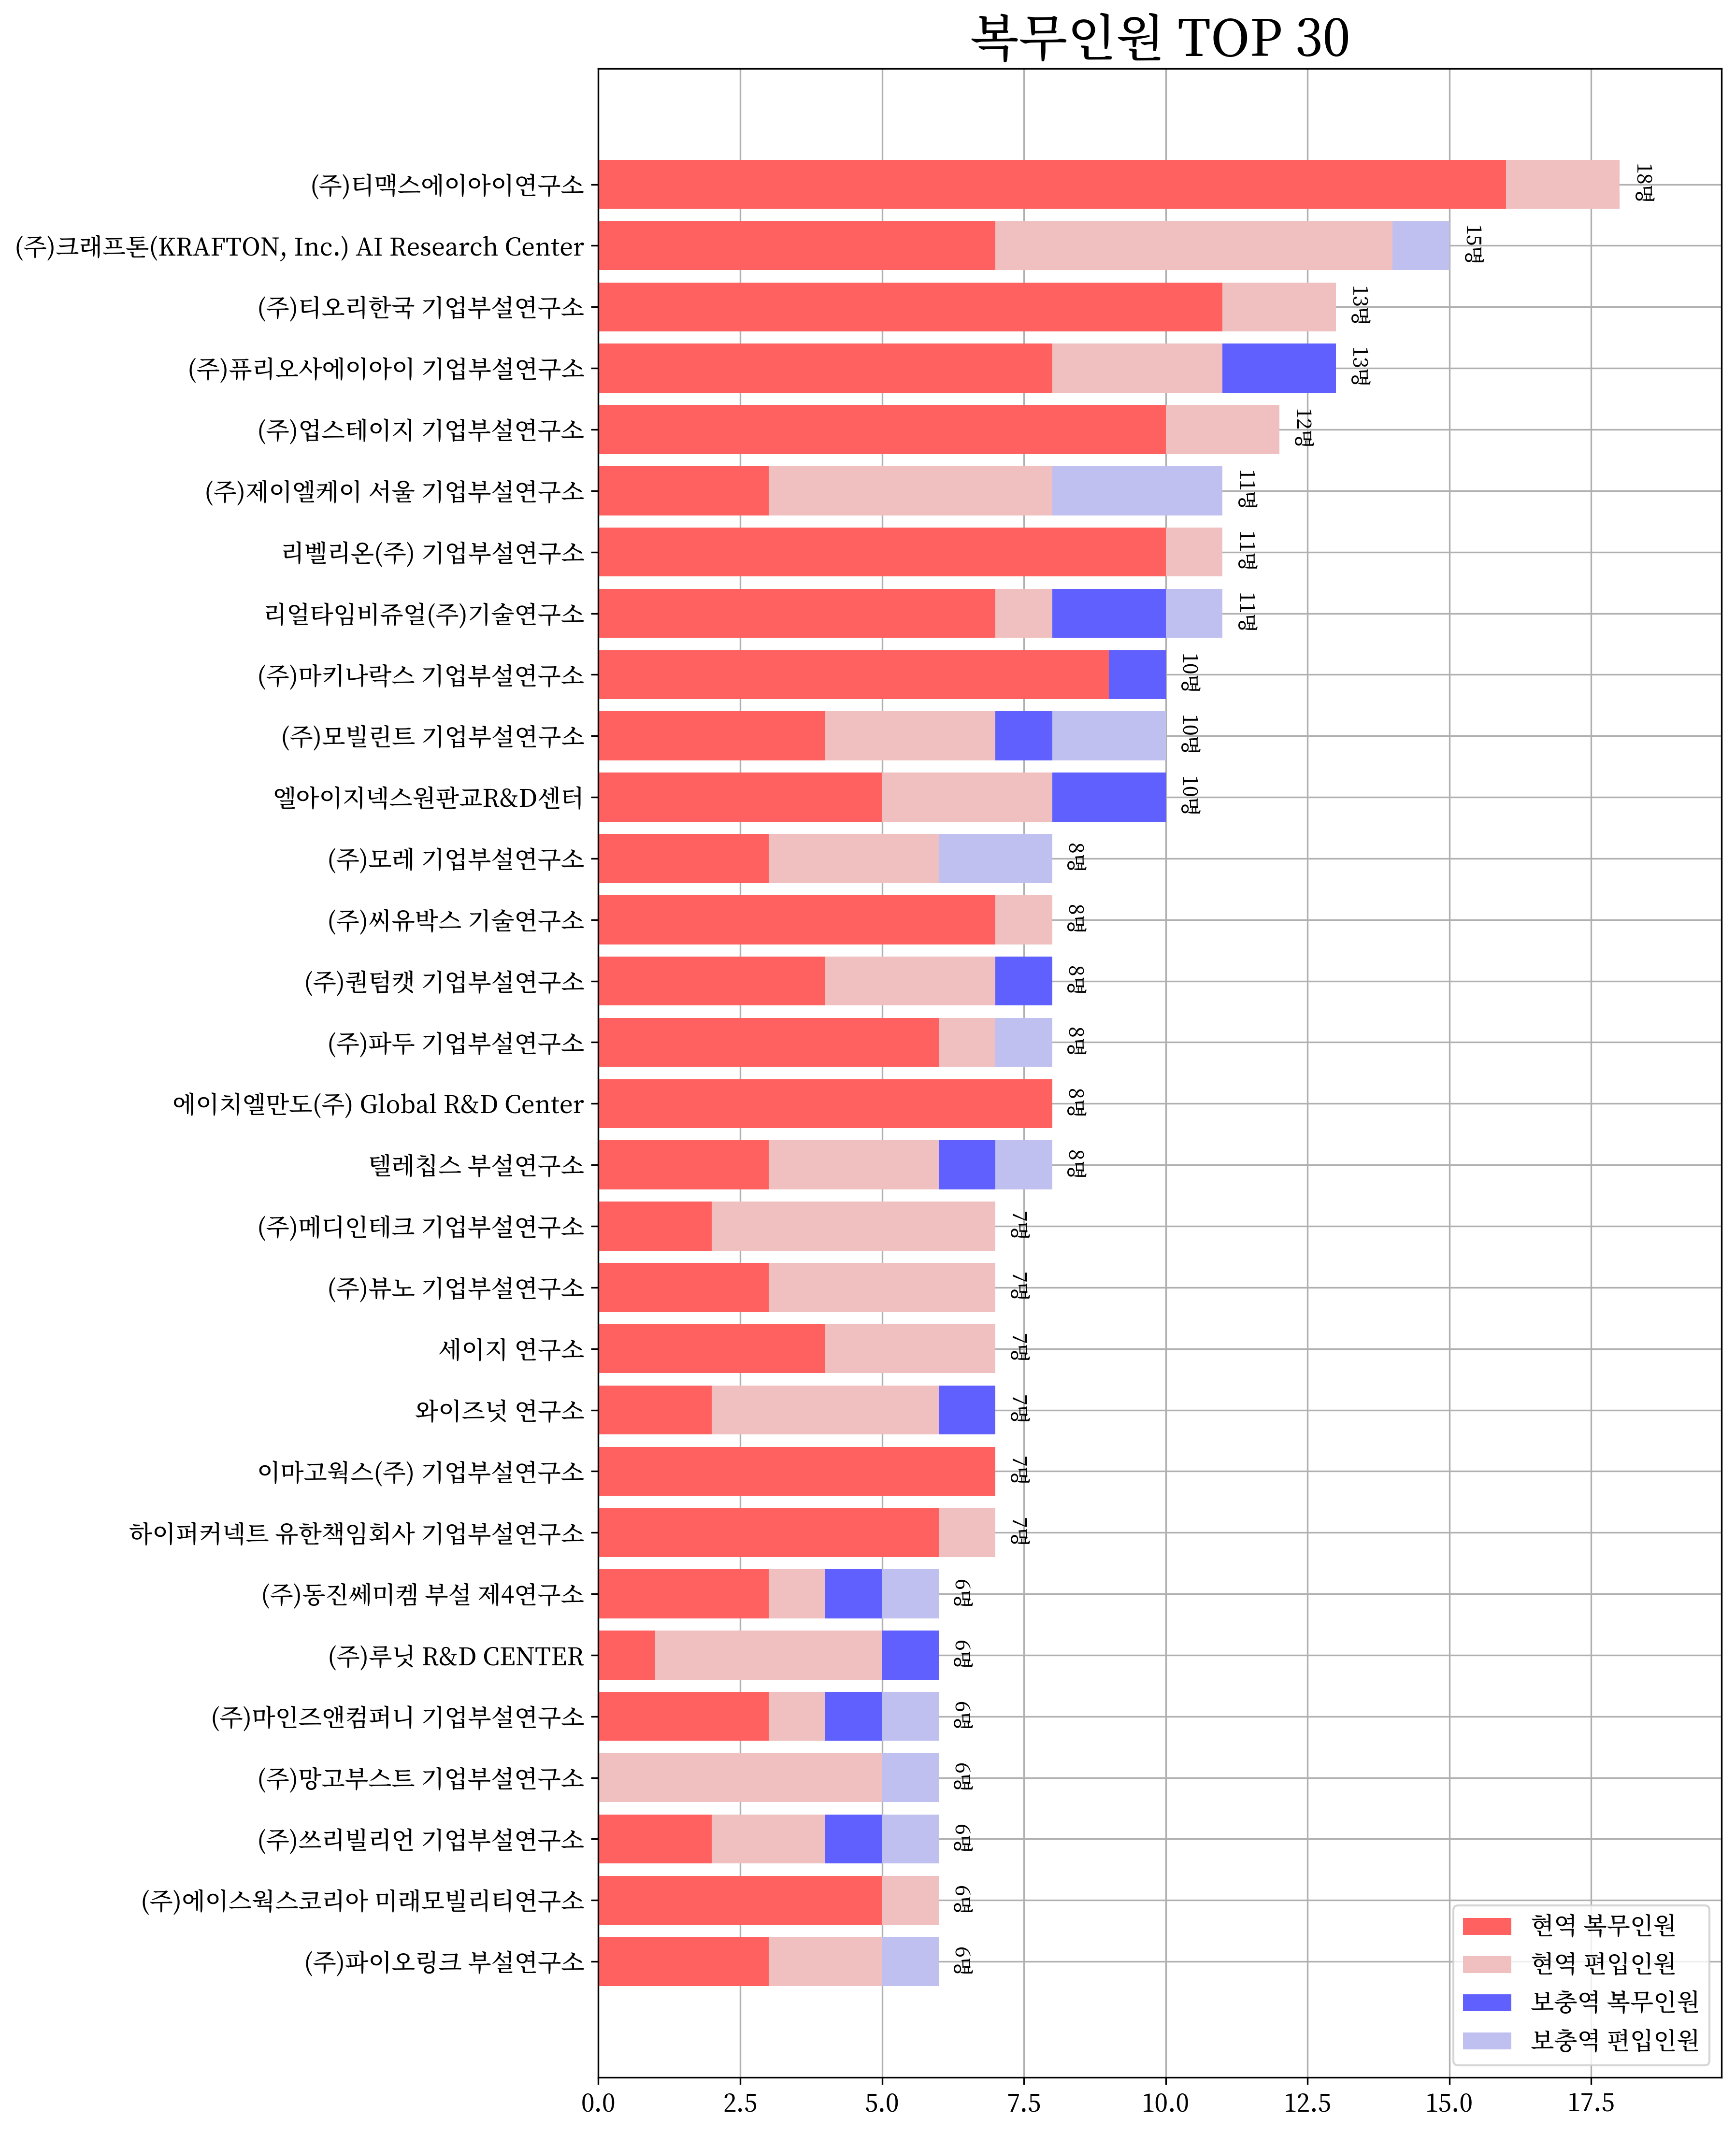 복무인원 TOP 30
(주)티맥스에이아이연구소 18명
(주)크래프톤(KRAFTON, Inc.) AI Research Center 15명
(주)티오리한국 기업부설연구소 13명
(주)퓨리오사에이아이 기업부설연구소 13명
(주)업스테이지 기업부설연구소 12명
(주)제이엘케이 서울 기업부설연구소 11명
리벨리온(주) 기업부설연구소 11명
리얼타임비쥬얼(주)기술연구소 11명
(주)마키나락스 기업부설연구소 10명
(주)모빌린트 기업부설연구소 10명
엘아이지넥스원판교R&D센터 10명
(주)모레 기업부설연구소 8명
(주)씨유박스 기술연구소 8명
(주)퀀텀캣 기업부설연구소 8명
(주)파두 기업부설연구소 8명
에이치엘만도(주) Global R&D Center 8명
텔레칩스 부설연구소 8명
(주)메디인테크 기업부설연구소 7명
(주)뷰노 기업부설연구소 7명
세이지 연구소 7명
와이즈넛 연구소 7명
이마고웍스(주) 기업부설연구소 7명
하이퍼커넥트 유한책임회사 기업부설연구소 7명
(주)동진쎄미켐 부설 제4연구소 6명
(주)루닛 R&D CENTER 6명
(주)마인즈앤컴퍼니 기업부설연구소 6명
(주)망고부스트 기업부설연구소 6명
(주)쓰리빌리언 기업부설연구소 6명
(주)에이스웍스코리아 미래모빌리티연구소 6명
(주)파이오링크 부설연구소 6명
현역 복무인원
현역 편입인원
보충역 복무인원
보충역 편입인원
0.0 2.5 5.0 7.5 10.0 12.5 15.0 17.5